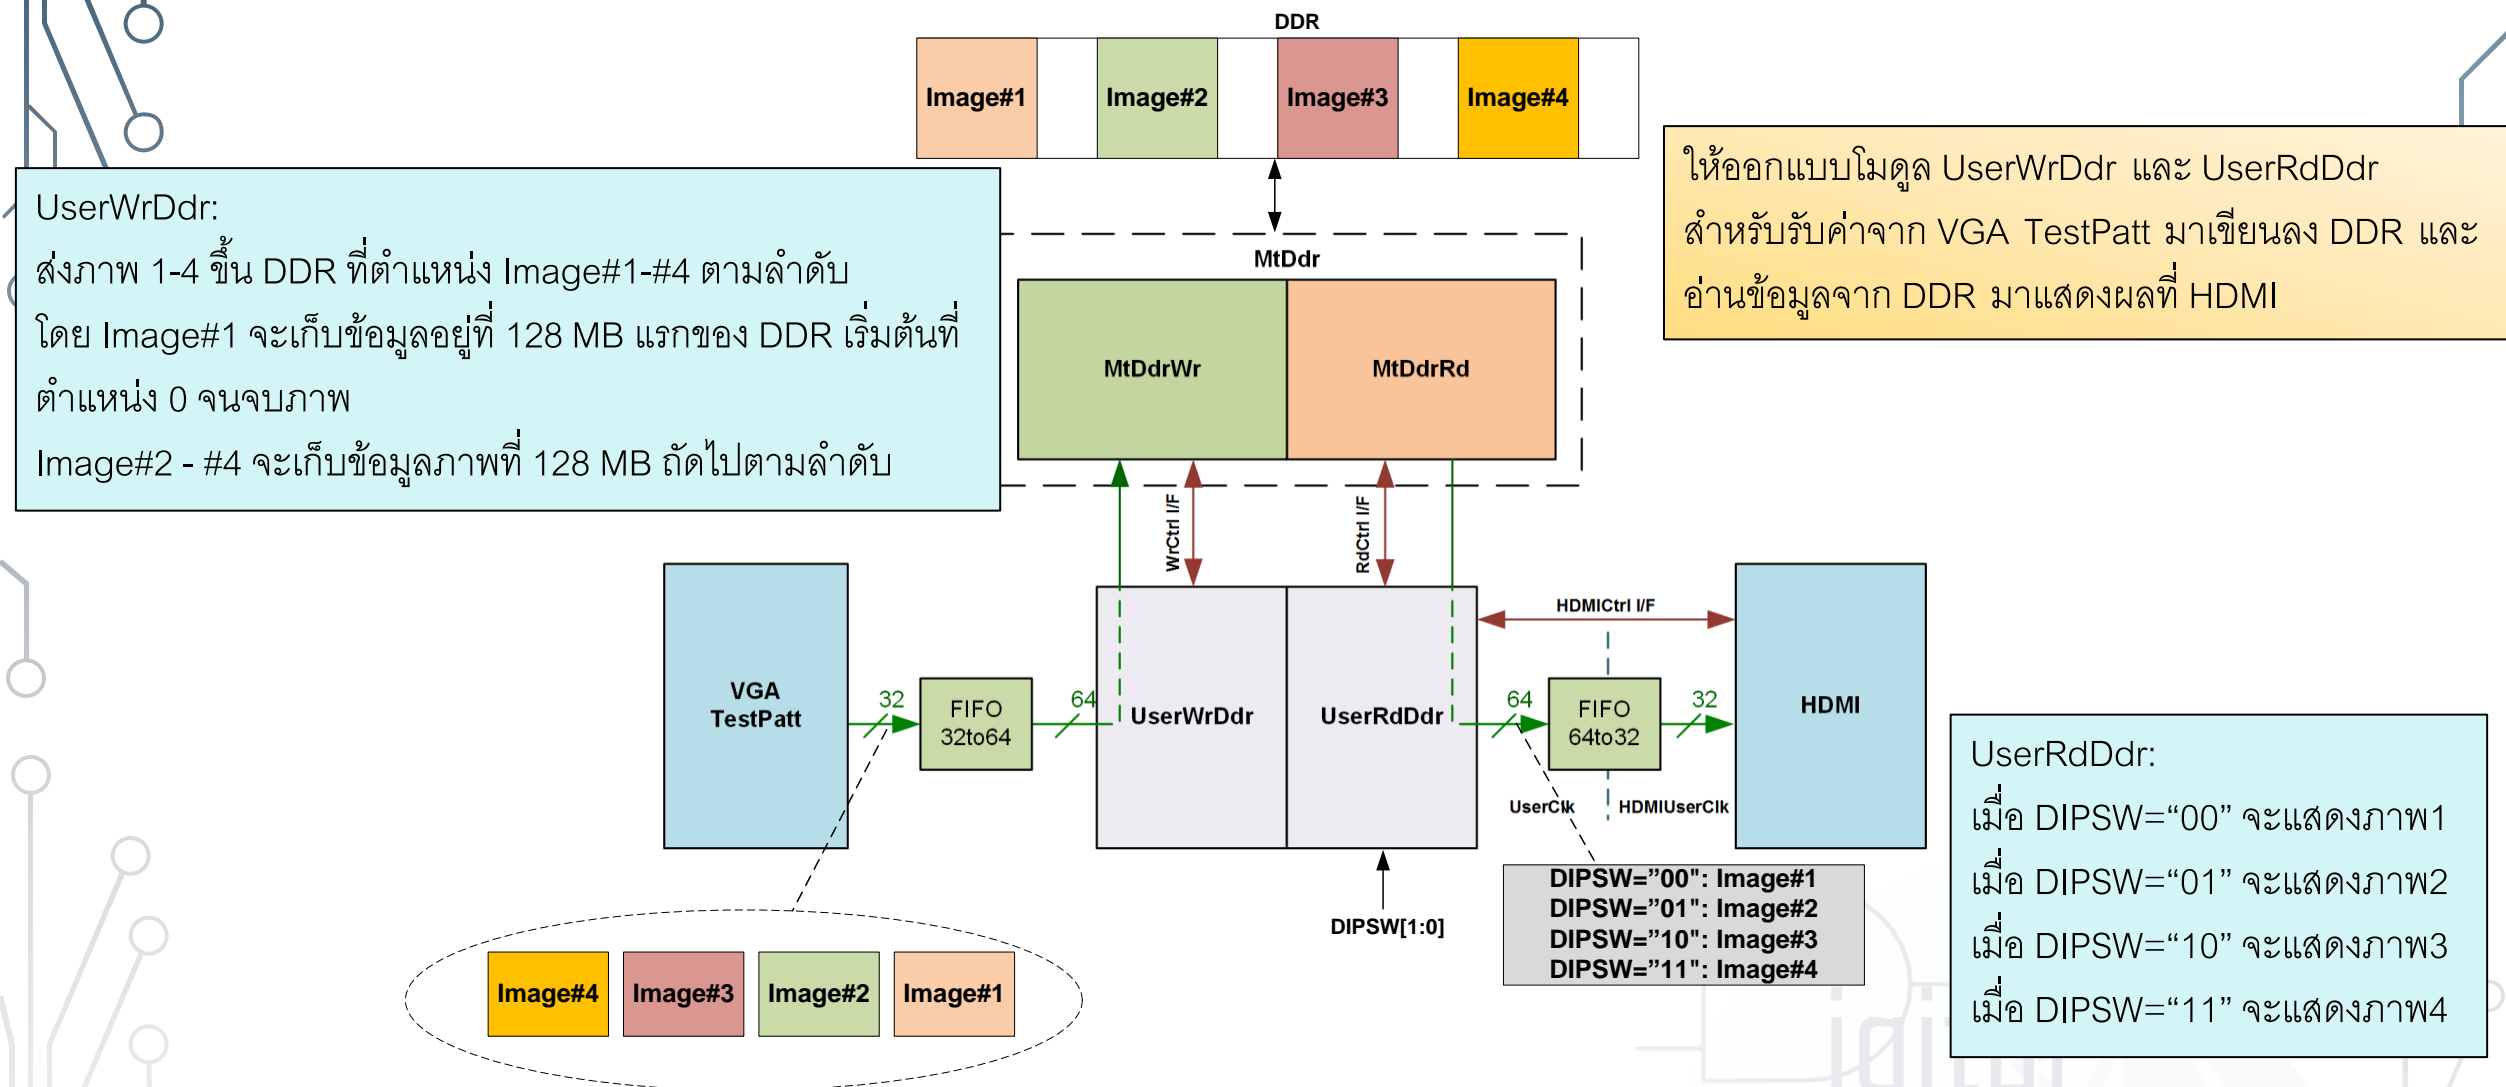 DDR
Image#1 Image#2 Image#3 Image#4
UserWrDdr:
ส่งภาพ 1-4 ขึ้น DDR ที่ตำแหน่ง Image#1-#4 ตามลำดับ
โดย Image#1 จะเก็บข้อมูลอยู่ที่ 128 MB แรกของ DDR เริ่มต้นที่
ตำแหน่ง 0 จนจบภาพ
Image#2 - #4 จะเก็บข้อมูลภาพที่ 128 MB ถัดไปตามลำดับ
ให้ออกแบบโมดูล UserWrDdr และ UserRdDdr
สำหรับรับค่าจาก VGA TestPatt มาเขียนลง DDR และ
อ่านข้อมูลจาก DDR มาแสดงผลที่ HDMI
MtDdr
MtDdrWr
MtDdrRd
WrCtrl I/F
RdCtrl I/F
HDMICtrl I/F
VGA
TestPatt
32
FIFO
32to64
64
UserWrDdr
UserRdDdr
64
FIFO
64to32
32
HDMI
UserClk
HDMIUserClk
DIPSW[1:0]
DIPSW="00": Image#1
DIPSW="01": Image#2
DIPSW="10": Image#3
DIPSW="11": Image#4
Image#4 Image#3 Image#2 Image#1
UserRdDdr:
เมื่อ DIPSW=“00” จะแสดงภาพ1
เมื่อ DIPSW=“01” จะแสดงภาพ2
เมื่อ DIPSW=“10” จะแสดงภาพ3
เมื่อ DIPSW=“11” จะแสดงภาพ4